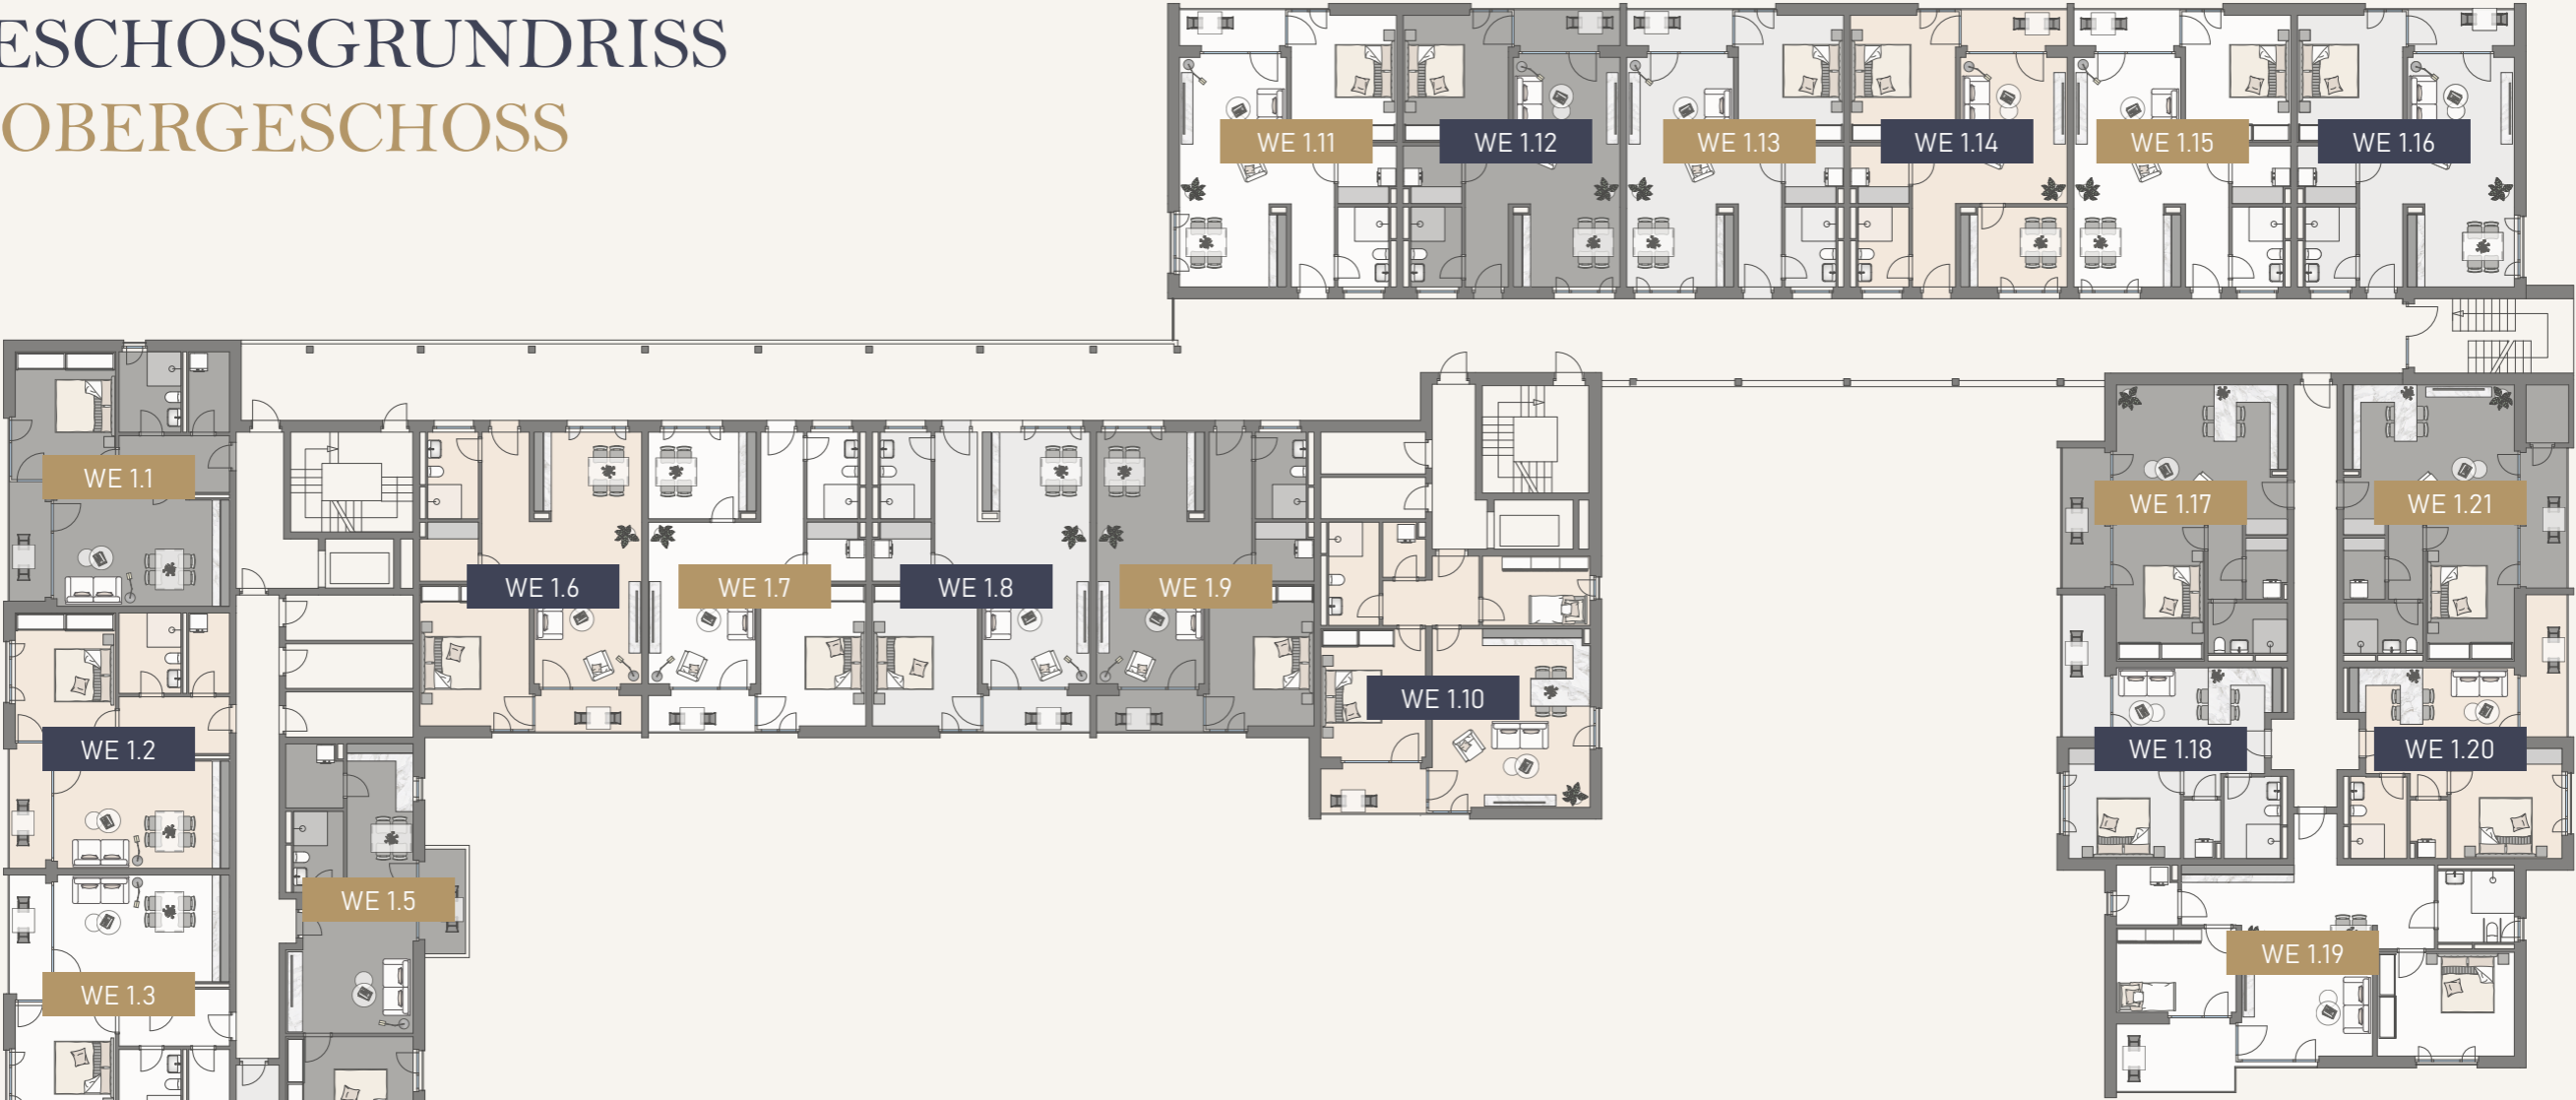 ESCHOSSGRUNDRISS
OBERGESCHOSS
WE 1.11
WE 1.12
WE 1.13
WE 1.14
WE 1.15
WE 1.16
WE 1.1
WE 1.17
WE 1.21
WE 1.6
WE 1.7
WE 1.8
WE 1.9
WE 1.10
WE 1.2
WE 1.18
WE 1.20
WE 1.5
WE 1.19
WE 1.3